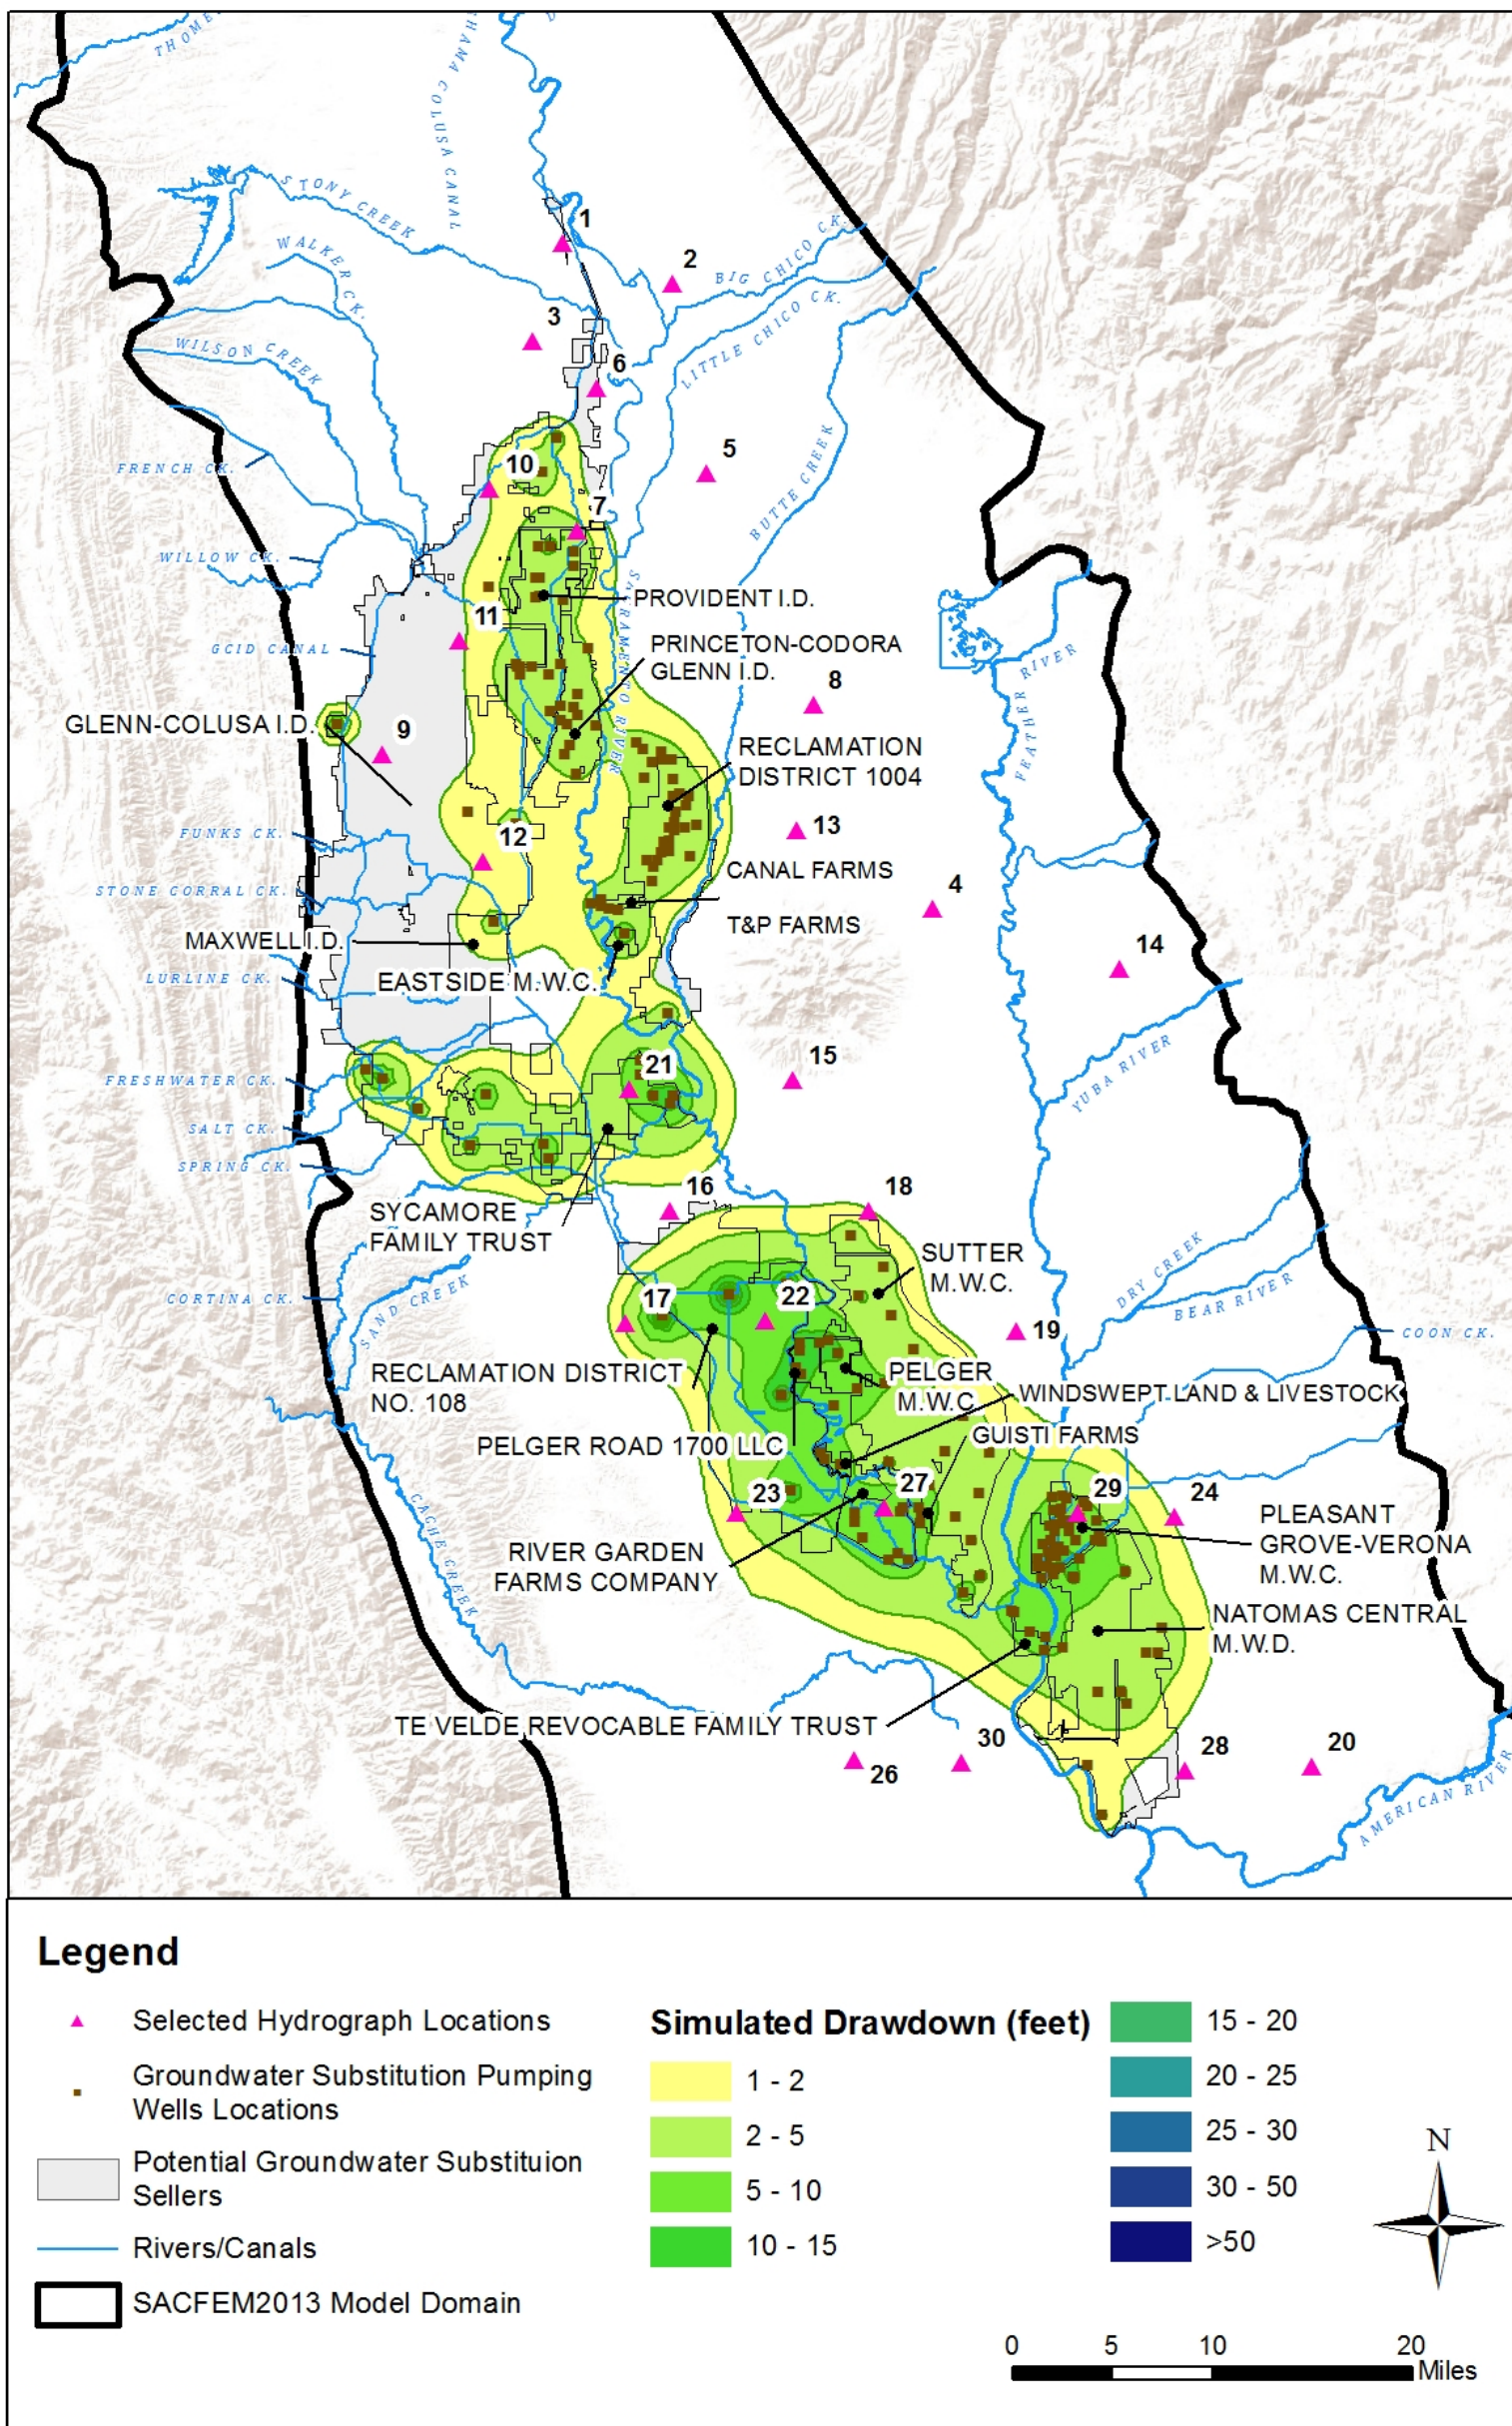 THOME
HAMA COLUSA CANAL
D
STONY CREEK
1
WALKER CK.
2
BIG CHICO CK.
LITTLE CHICO CK.
3
WILSON CREEK
6
5
10
FRENCH CK.
BUTTE CREEK
7
WILLOW CK.
PROVIDENT I.D.
SACRAMENTO RIVER
11
PRINCETON-CODORA
GLENN I.D.
GCID CANAL
FEATHER RIVER
8
GLENN-COLUSA I.D.
9
RECLAMATION
DISTRICT 1004
FUNKS CK.
12
13
CANAL FARMS
STONE CORRAL CK.
4
T&P FARMS
MAXWELL I.D.
14
LURLINE CK.
EASTSIDE M.W.C.
21
15
FRESHWATER CK.
YUBA RIVER
SALT CK.
SPRING CK.
16
18
SYCAMORE
FAMILY TRUST
SUTTER
M.W.C.
DRY CREEK
BEAR RIVER
CORTINA CK.
SAND CREEK
17
22
19
COON CK.
RECLAMATION DISTRICT
NO. 108
PELGER
M.W.C.
WINDSWEPT LAND & LIVESTOCK
PELGER ROAD 1700 LLC
GUISTI FARMS
CACHE CREEK
23
27
29
24
PLEASANT
GROVE-VERONA
M.W.C.
RIVER GARDEN
FARMS COMPANY
NATOMAS CENTRAL
M.W.D.
TE VELDE REVOCABLE FAMILY TRUST
26
30
28
20
AMERICAN RIVER
Legend
Selected Hydrograph Locations
Groundwater Substitution Pumping
Wells Locations
Potential Groundwater Substituion
Sellers
Rivers/Canals
SACFEM2013 Model Domain
Simulated Drawdown (feet)
1 - 2
2 - 5
5 - 10
10 - 15
15 - 20
20 - 25
25 - 30
30 - 50
>50
N
0 5 10 20
Miles